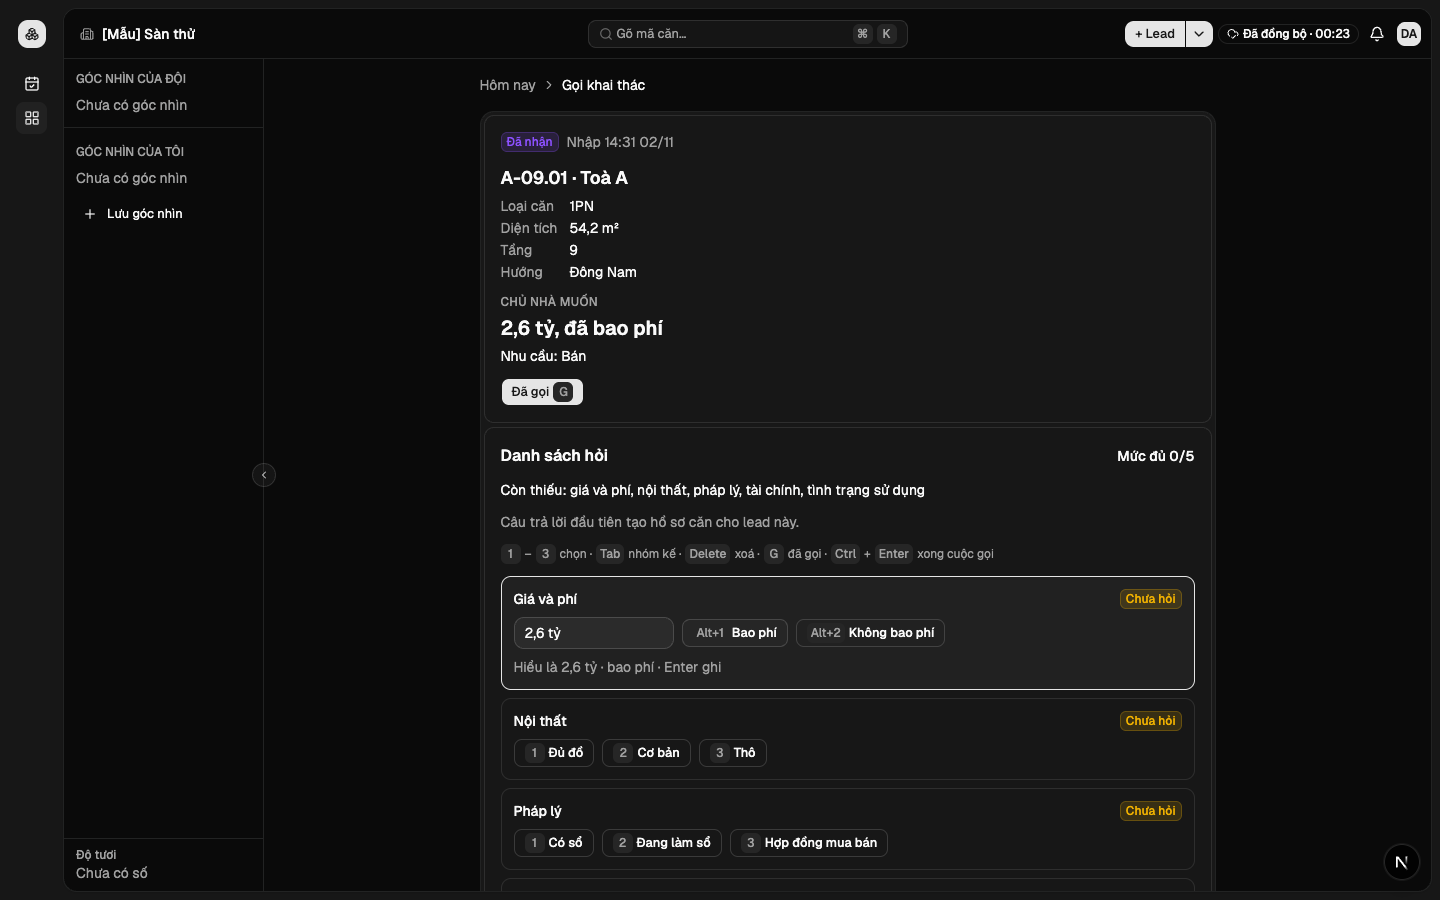 [Mẫu] Sàn thử
Gõ mã căn...
⌘ K
+ Lead
Đã đồng bộ · 00:23
DA
GÓC NHÌN CỦA ĐỘI
Chưa có góc nhìn
GÓC NHÌN CỦA TÔI
Chưa có góc nhìn
+ Lưu góc nhìn
Hôm nay > Gọi khai thác
Đã nhận Nhập 14:31 02/11
A-09.01 · Toà A
Loại căn 1PN
Diện tích 54,2 m²
Tầng 9
Hướng Đông Nam
CHỦ NHÀ MUỐN
2,6 tỷ, đã bao phí
Nhu cầu: Bán
Đã gọi G
Danh sách hỏi Mức đủ 0/5
Còn thiếu: giá và phí, nội thất, pháp lý, tài chính, tình trạng sử dụng
Câu trả lời đầu tiên tạo hồ sơ căn cho lead này.
1 – 3 chọn · Tab nhóm kế · Delete xoá · G đã gọi · Ctrl + Enter xong cuộc gọi
Giá và phí Chưa hỏi
2,6 tỷ Alt+1 Bao phí Alt+2 Không bao phí
Hiểu là 2,6 tỷ · bao phí · Enter ghi
Nội thất Chưa hỏi
1 Đủ đồ 2 Cơ bản 3 Thô
Pháp lý Chưa hỏi
1 Có sổ 2 Đang làm sổ 3 Hợp đồng mua bán
Độ tươi
Chưa có số
N